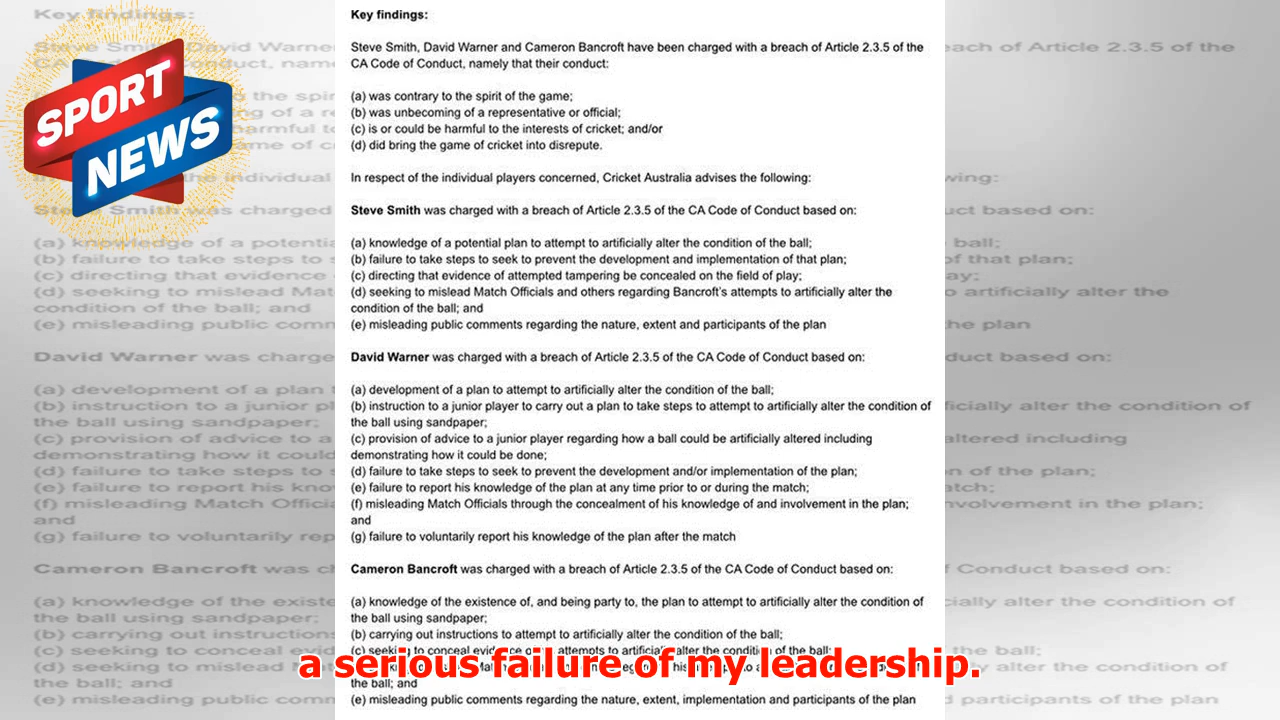 SPORT
NEWS
Key findings:
Steve Smith, David Warner and Cameron Bancroft have been charged with a breach of Article 2.3.5 of the
CA Code of Conduct, namely that their conduct:
(a) was contrary to the spirit of the game;
(b) was unbecoming of a representative or official;
(c) is or could be harmful to the interests of cricket; and/or
(d) did bring the game of cricket into disrepute.
In respect of the individual players concerned, Cricket Australia advises the following:
Steve Smith was charged with a breach of Article 2.3.5 of the CA Code of Conduct based on:
(a) knowledge of a potential plan to attempt to artificially alter the condition of the ball;
(b) failure to take steps to seek to prevent the development and implementation of that plan;
(c) directing that evidence of attempted tampering be concealed on the field of play;
(d) seeking to mislead Match Officials and others regarding Bancroft's attempts to artificially alter the
condition of the ball; and
(e) misleading public comments regarding the nature, extent and participants of the plan
David Warner was charged with a breach of Article 2.3.5 of the CA Code of Conduct based on:
(a) development of a plan to attempt to artificially alter the condition of the ball;
(b) instruction to a junior player to carry out a plan to take steps to attempt to artificially alter the condition of
the ball using sandpaper;
(c) provision of advice to a junior player regarding how a ball could be artificially altered including
demonstrating how it could be done;
(d) failure to take steps to seek to prevent the development and/or implementation of the plan;
(e) failure to report his knowledge of the plan at any time prior to or during the match;
(f) misleading Match Officials through the concealment of his knowledge of and involvement in the plan;
and
(g) failure to voluntarily report his knowledge of the plan after the match
Cameron Bancroft was charged with a breach of Article 2.3.5 of the CA Code of Conduct based on:
(a) knowledge of the existence of, and being party to, the plan to attempt to artificially alter the condition of
the ball using sandpaper;
(b) carrying out instructions to attempt to artificially alter the condition of the ball;
(c) seeking to conceal evidence of his attempts to artificially alter the condition of the ball;
a serious failure of my leadership.
the ball; and
(e) misleading public comments regarding the nature, extent, implementation and participants of the plan